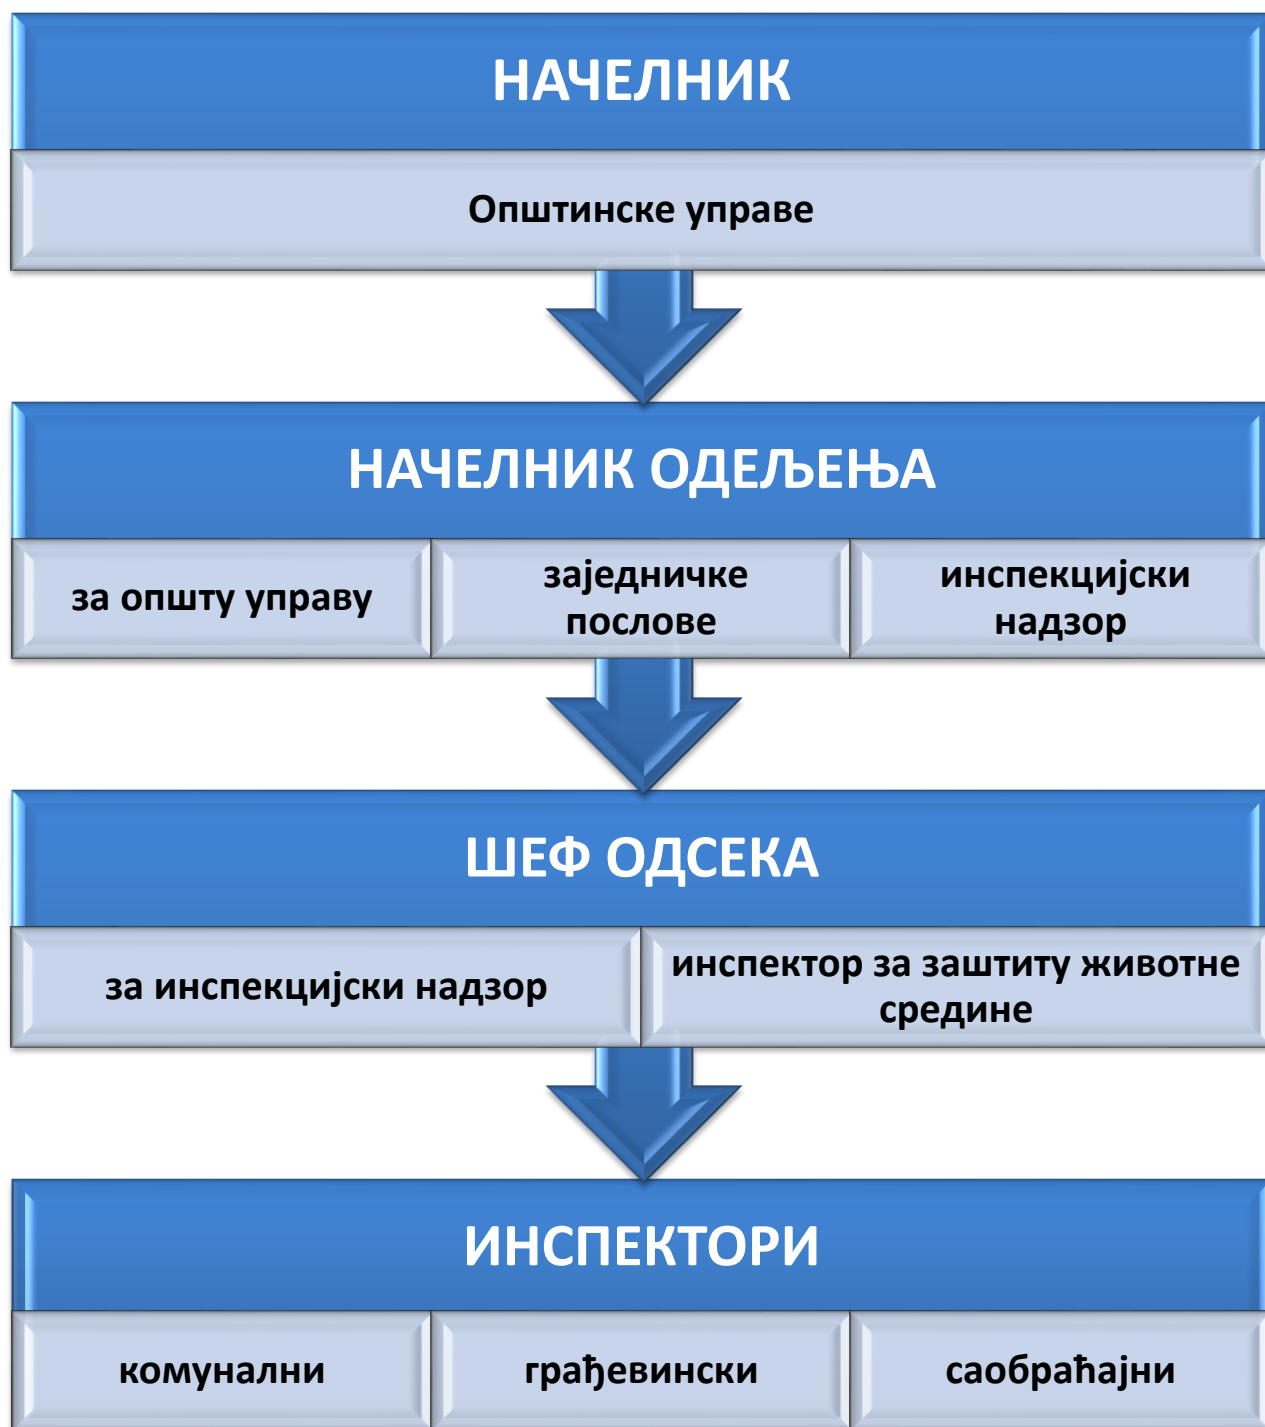 НАЧЕЛНИК
Општинске управе
НАЧЕЛНИК ОДЕЉЕЊА
за општу управу
заједничке
послове
инспекцијски
надзор
ШЕФ ОДСЕКА
за инспекцијски надзор
инспектор за заштиту животне
средине
ИНСПЕКТОРИ
комунални
грађевински
саобраћајни